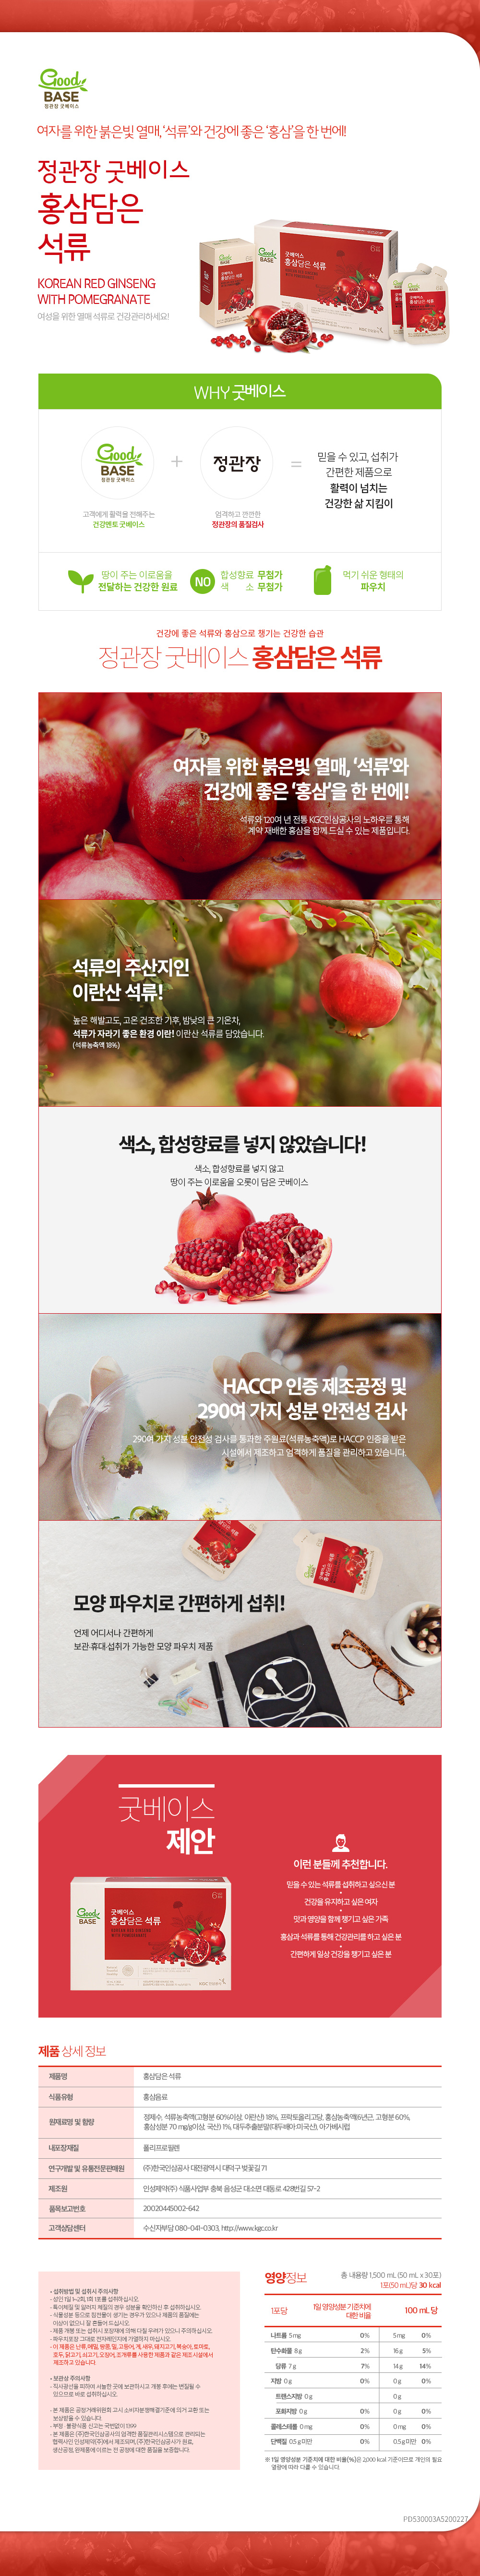 Good
BASE
정관장 굿베이스
여자를 위한 붉은빛 열매, ‘석류’와 건강에 좋은 ‘홍삼’을 한 번에!
정관장 굿베이스
홍삼담은
석류
KOREAN RED GINSENG
WITH POMEGRANATE
여성을 위한 열매 석류로 건강관리하세요!
WHY 굿베이스
Good
BASE
정관장 굿베이스
+
정관장
=
고객에게 활력을 전해주는
건강멘토 굿베이스
엄격하고 깐깐한
정관장의 품질검사
믿을 수 있고, 섭취가
간편한 제품으로
활력이 넘치는
건강한 삶 지킴이
땅이 주는 이로움을
전달하는 건강한 원료
NO
합성향료 무첨가
색 소 무첨가
먹기 쉬운 형태의
파우치
건강에 좋은 석류와 홍삼으로 챙기는 건강한 습관
정관장 굿베이스 홍삼담은 석류
여자를 위한 붉은빛 열매, ‘석류’와
건강에 좋은 ‘홍삼’을 한 번에!
석류와 120여 년 전통 KGC인삼공사의 노하우를 통해
계약 재배한 홍삼을 함께 드실 수 있는 제품입니다.
석류의 주산지인
이란산 석류!
높은 해발고도, 고온 건조한 기후, 밤낮의 큰 기온차,
석류가 자라기 좋은 환경 이란! 이란산 석류를 담았습니다.
(석류농축액 18%)
색소, 합성향료를 넣지 않았습니다!
색소, 합성향료를 넣지 않고
땅이 주는 이로움을 오롯이 담은 굿베이스
HACCP 인증 제조공정 및
290여 가지 성분 안전성 검사
290여 가지 성분 안전성 검사를 통과한 주원료(석류농축액)로 HACCP 인증을 받은
시설에서 제조하고 엄격하게 품질을 관리하고 있습니다.
모양 파우치로 간편하게 섭취!
언제 어디서나 간편하게
보관·휴대·섭취가 가능한 모양 파우치 제품
굿베이스
제안
Good
BASE
굿베이스
홍삼담은 석류
이런 분들께 추천합니다.
믿을 수 있는 석류를 섭취하고 싶으신 분
건강을 유지하고 싶은 여자
맛과 영양을 함께 챙기고 싶은 가족
홍삼과 석류를 통해 건강관리를 하고 싶은 분
간편하게 일상 건강을 챙기고 싶은 분
제품 상세 정보
제품명 홍삼담은 석류
식품유형 홍삼음료
원재료명 및 함량 정제수, 석류농축액(고형분 60%이상, 이란산) 18%, 프락토올리고당, 홍삼농축액(6년근, 고형분 60%,
홍삼성분 70 mg/g이상, 국산) 1%, 대두추출분말(대두배아:미국산), 아가베시럽
내포장재질 폴리프로필렌
연구개발 및 유통전문판매원 (주)한국인삼공사 대전광역시 대덕구 벚꽃길 71
제조원 인성제약(주) 식품사업부 충북 음성군 대소면 대동로 428번길 57-2
품목보고번호 20020445002-642
고객상담센터 수신자부담 080-041-0303, http://www.kgc.co.kr
• 섭취방법 및 섭취시 주의사항
- 성인 1일 1~2회, 1회 1포를 섭취하십시오.
- 특이체질 및 알러지 체질의 경우 성분을 확인하신 후 섭취하십시오.
- 식물성분 등으로 침전물이 생기는 경우가 있으나 제품의 품질에는
이상이 없으니 잘 흔들어 드십시오.
- 제품 개봉 또는 섭취시 포장재에 의해 다칠 우려가 있으니 주의하십시오.
- 파우치포장 그대로 전자레인지에 가열하지 마십시오.
- 이 제품은 난류, 메밀, 땅콩, 밀, 고등어, 게, 새우, 돼지고기, 복숭아, 토마토,
호두, 닭고기, 쇠고기, 오징어, 조개류를 사용한 제품과 같은 제조시설에서
제조하고 있습니다.
• 보관상 주의사항
- 직사광선을 피하여 서늘한 곳에 보관하시고 개봉 후에는 변질될 수
있으므로 바로 섭취하십시오.
- 본 제품은 공정거래위원회 고시 소비자분쟁해결기준에 의거 교환 또는
보상받을 수 있습니다.
- 부정 · 불량식품 신고는 국번없이 1399
- 본 제품은 (주)한국인삼공사의 엄격한 품질관리시스템으로 관리되는
협력사인 인성제약(주)에서 제조되며, (주)한국인삼공사가 원료,
생산공정, 완제품에 이르는 전 공정에 대한 품질을 보증합니다.
영양정보 총 내용량 1,500 mL (50 mL x 30포)
1포(50 mL)당 30 kcal
1포당 1일 영양성분 기준치에 대한 비율 100 mL 당
나트륨 5 mg 0% 5 mg 0%
탄수화물 8 g 2% 16 g 5%
당류 7 g 7% 14 g 14%
지방 0 g 0% 0 g 0%
트랜스지방 0 g 0 g
포화지방 0 g 0% 0 g 0%
콜레스테롤 0 mg 0% 0 mg 0%
단백질 0.5 g 미만 0% 0.5 g 미만 0%
※ 1일 영양성분 기준치에 대한 비율(%)은 2,000 kcal 기준이므로 개인의 필요
열량에 따라 다를 수 있습니다.
PD530003A5200227